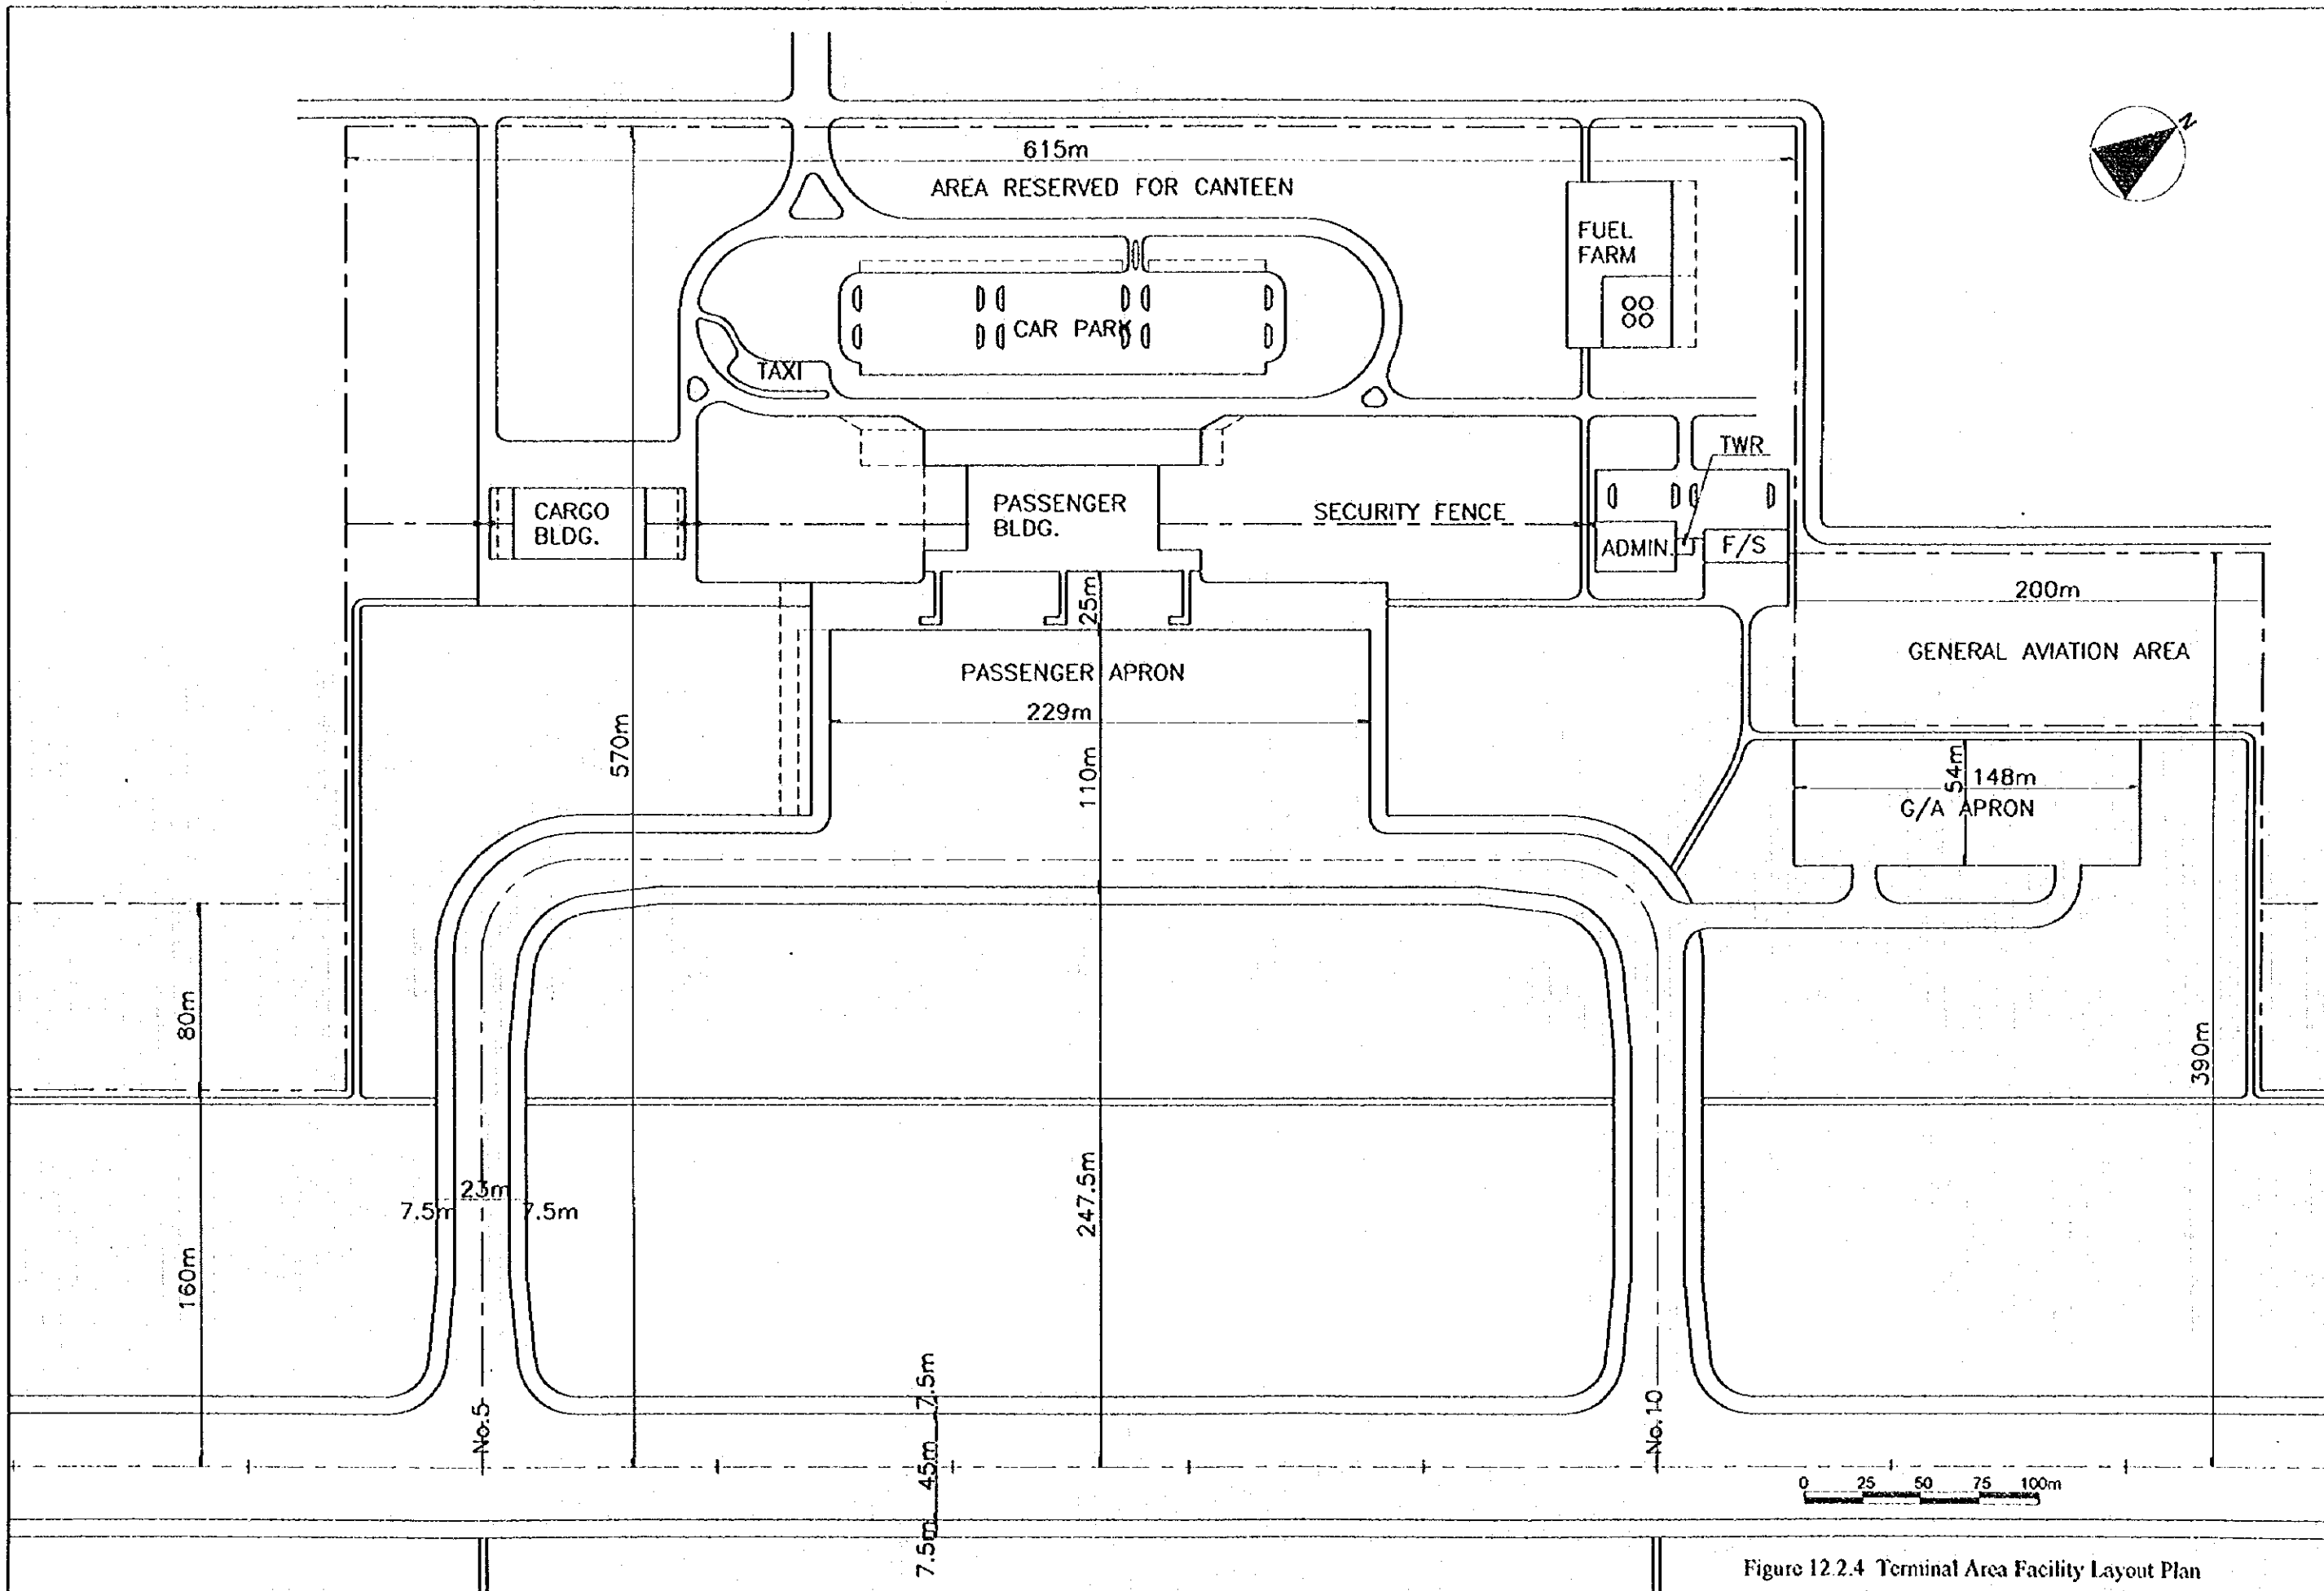 N
615m
AREA RESERVED FOR CANTEEN
FUEL
FARM
CAR PARK
TAXI
TWR
CARGO
BLDG.
PASSENGER
BLDG.
SECURITY FENCE
ADMIN.
F/S
25m
200m
GENERAL AVIATION AREA
PASSENGER APRON
229m
570m
110m
54m
148m
G/A APRON
80m
390m
23m
7.5m
7.5m
247.5m
160m
7.5m
45m
7.5m
No.5
No.10
0 25 50 75 100m
Figure 12.2.4 Terminal Area Facility Layout Plan